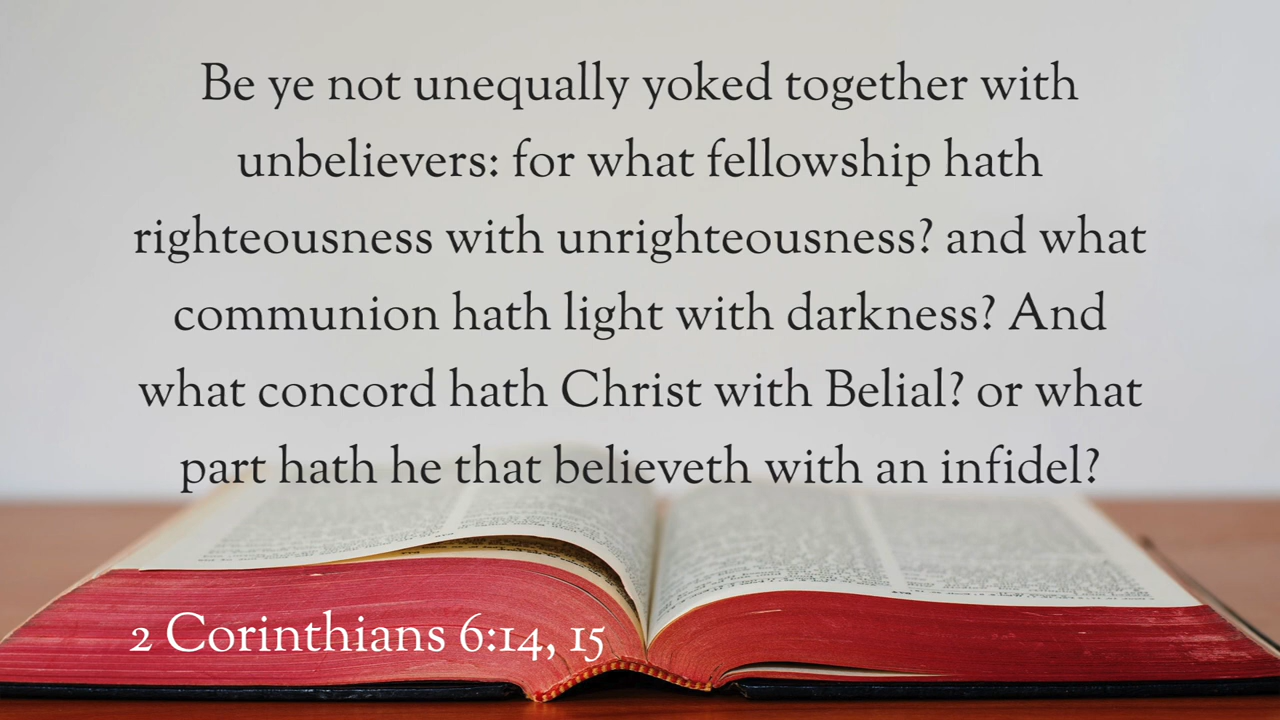 Be ye not unequally yoked together with
unbelievers: for what fellowship hath
righteousness with unrighteousness? and what
communion hath light with darkness? And
what concord hath Christ with Belial? or what
part hath he that believeth with an infidel?
2 Corinthians 6:14, 15